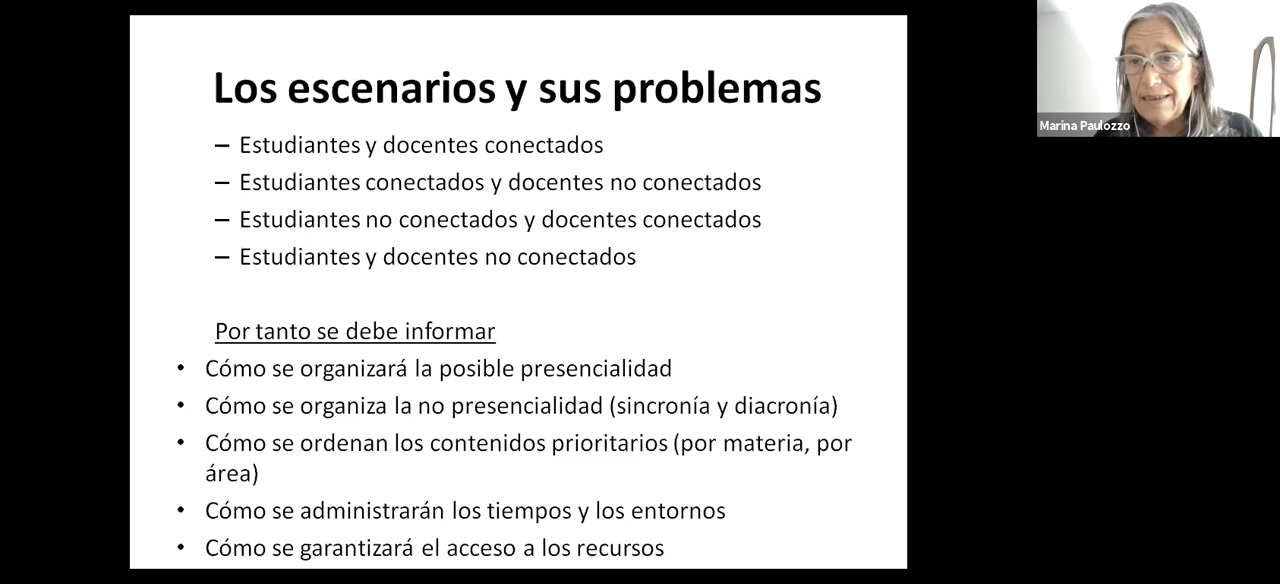 Los escenarios y sus problemas
– Estudiantes y docentes conectados
– Estudiantes conectados y docentes no conectados
– Estudiantes no conectados y docentes conectados
– Estudiantes y docentes no conectados
Por tanto se debe informar
• Cómo se organizará la posible presencialidad
• Cómo se organiza la no presencialidad (sincronía y diacronía)
• Cómo se ordenan los contenidos prioritarios (por materia, por
área)
• Cómo se administrarán los tiempos y los entornos
• Cómo se garantizará el acceso a los recursos
Marina Paulozzo